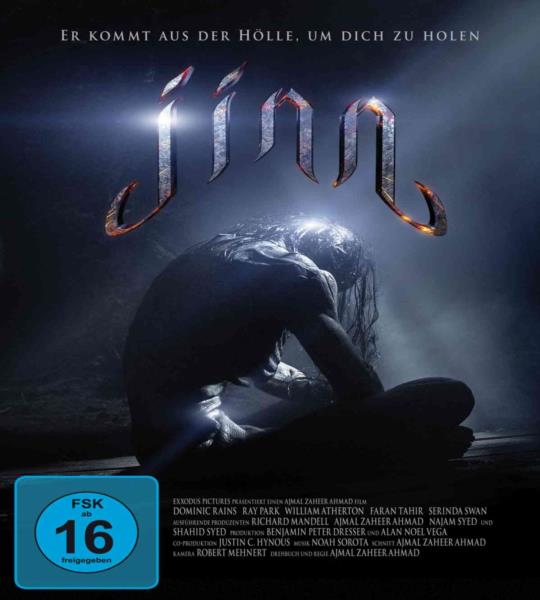 ER KOMMT AUS DER HÖLLE, UM DICH ZU HOLEN
jinn
EXXODUS PICTURES PRÄSENTIERT EINEN AJMAL ZAHEER AHMAD FILM
DOMINIC RAINS RAY PARK WILLIAM ATHERTON FARAN TAHIR SERINDA SWAN
AUSFÜHRENDE PRODUZENTEN RICHARD MANDELL AJMAL ZAHEER AHMAD NAJAM SYED UND
SHAHID SYED PRODUKTION BENJAMIN PETER DRESSER UND ALAN NOEL VEGA
CO-PRODUKTION JUSTIN C. HYNOUS MUSIK NOAH SOROTA SCHNITT AJMAL ZAHEER AHMAD
KAMERA ROBERT MEHNERT DREHBUCH UND REGIE AJMAL ZAHEER AHMAD
FSK
ab
16
freigegeben